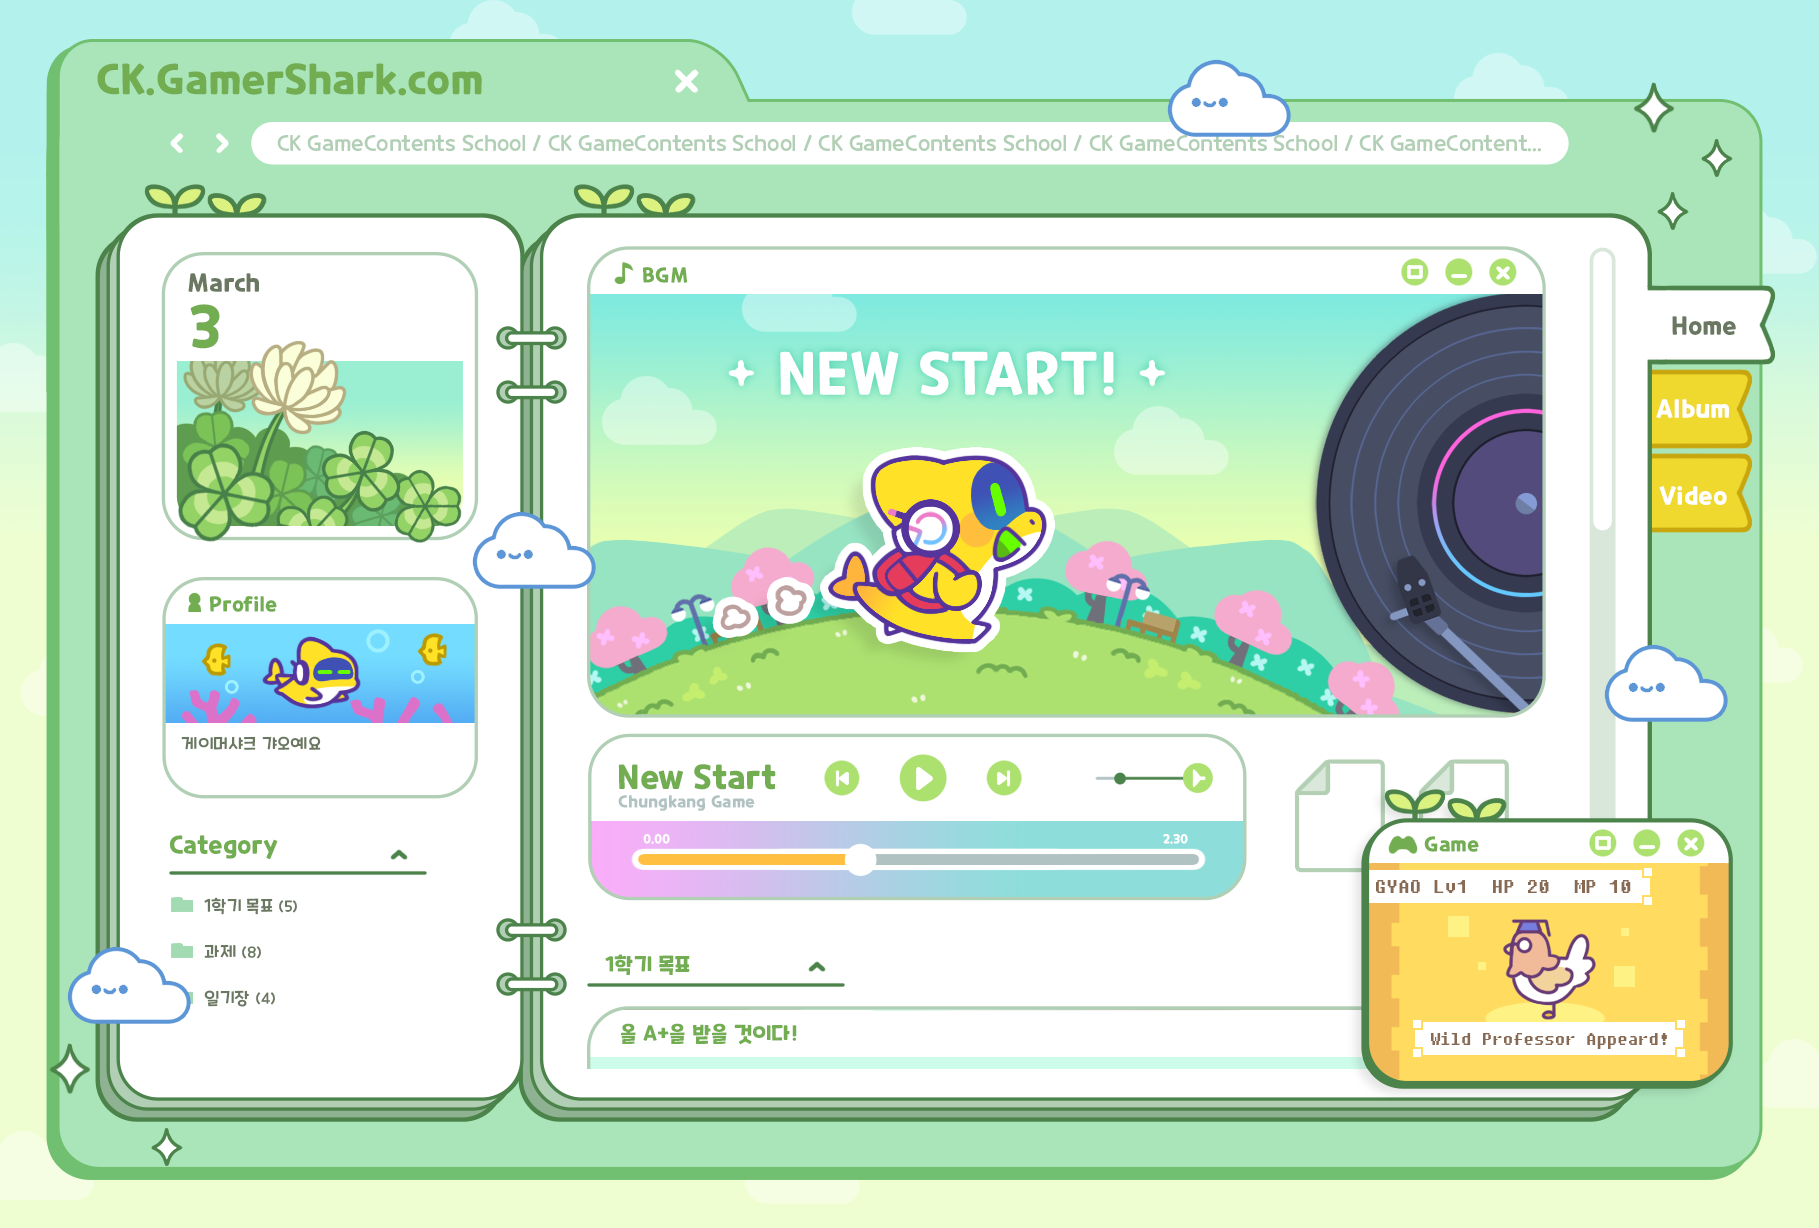 CK.GamerShark.com
CK GameContents School / CK GameContents School / CK GameContents School / CK GameContents School / CK GameContent...
March
3
Profile
게이머샤크 갸오예요
Category
1학기 목표 (5)
과제 (8)
일기장 (4)
BGM
NEW START!
New Start
Chungkang Game
0.00
2.30
1학기 목표
올 A+을 받을 것이다!
Home
Album
Video
Game
GYAO Lv1 HP 20 MP 10
Wild Professor Appeard!